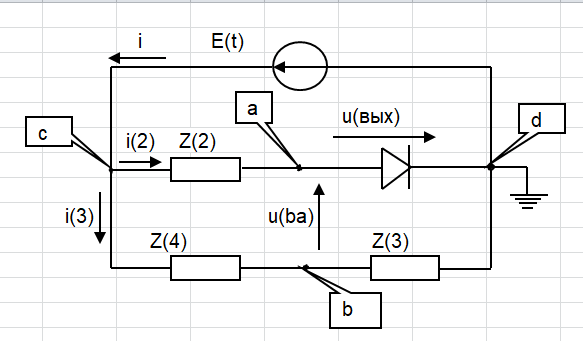 i
E(t)
a
u(вых)
d
c
i(2)
Z(2)
i(3)
u(ba)
Z(4)
Z(3)
b